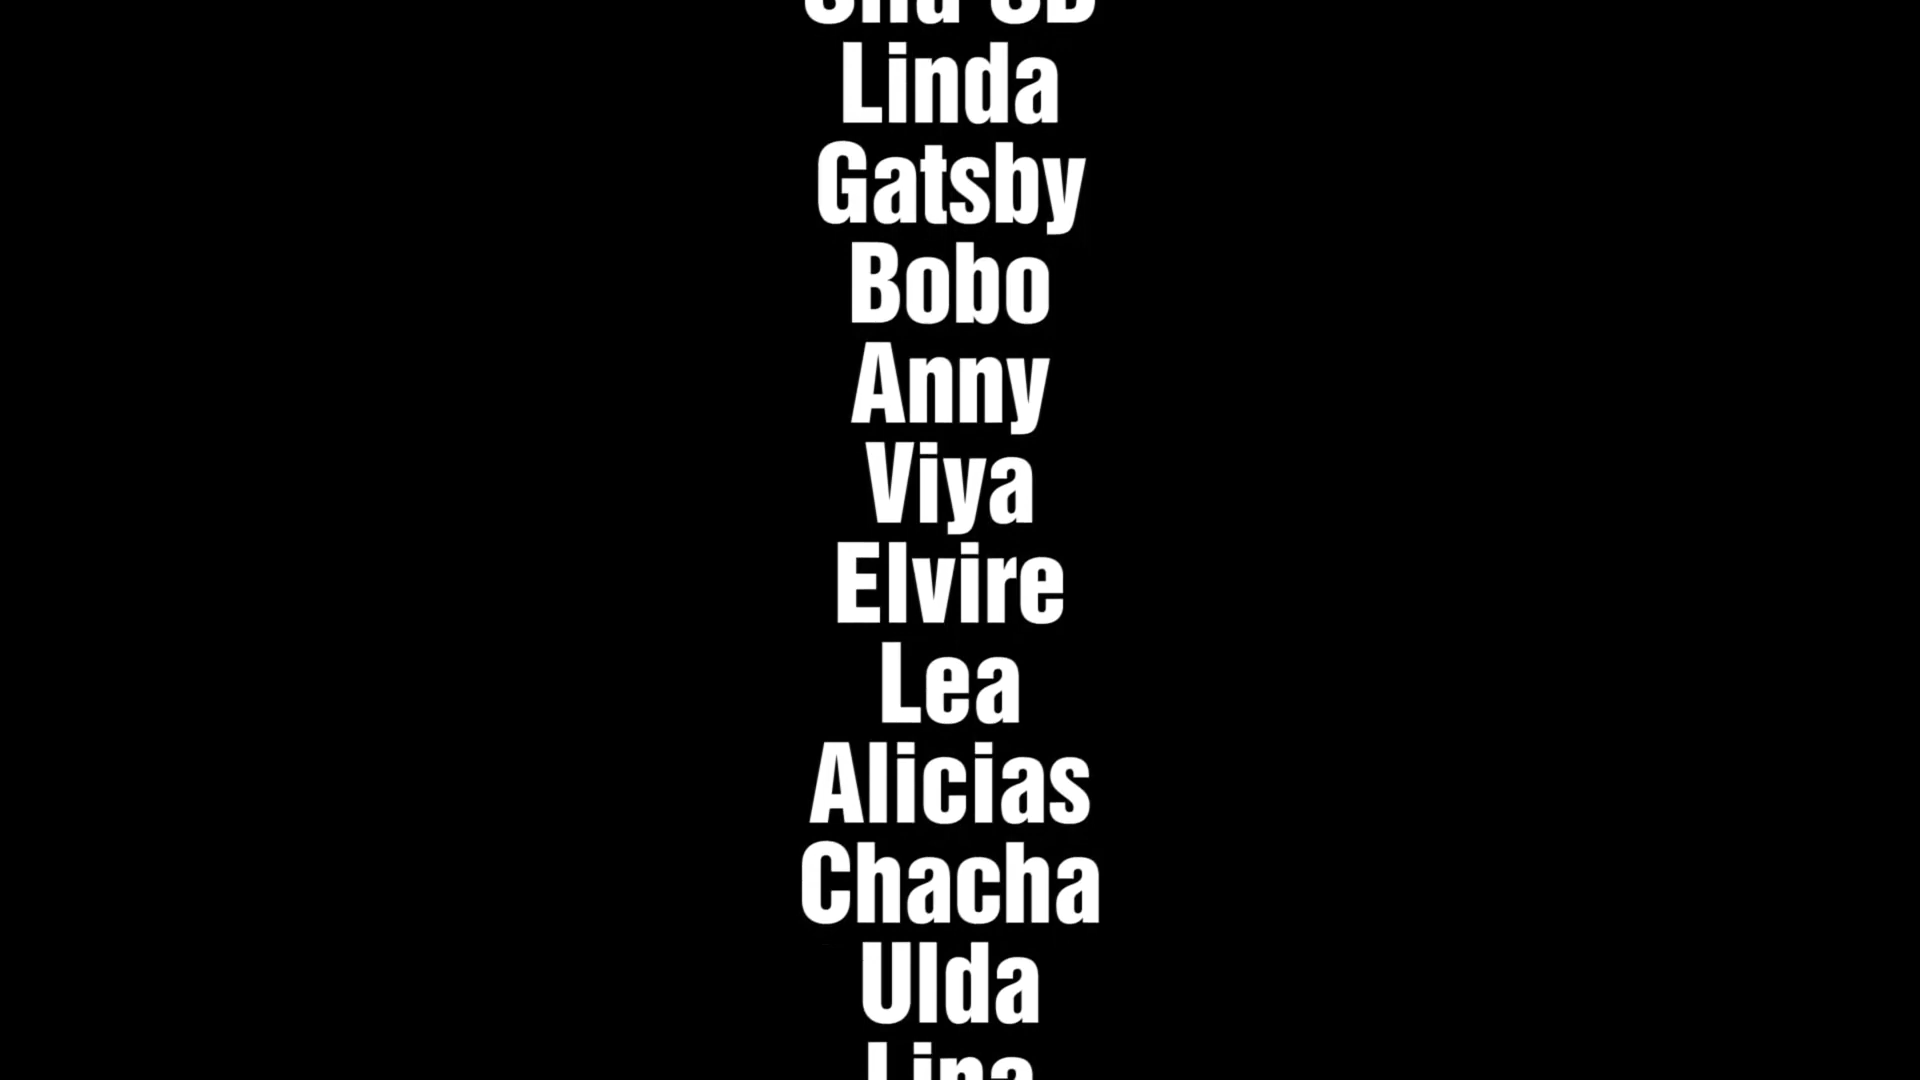 Linda
Gatsby
Bobo
Anny
Viya
Elvire
Lea
Alicias
Chacha
Ulda